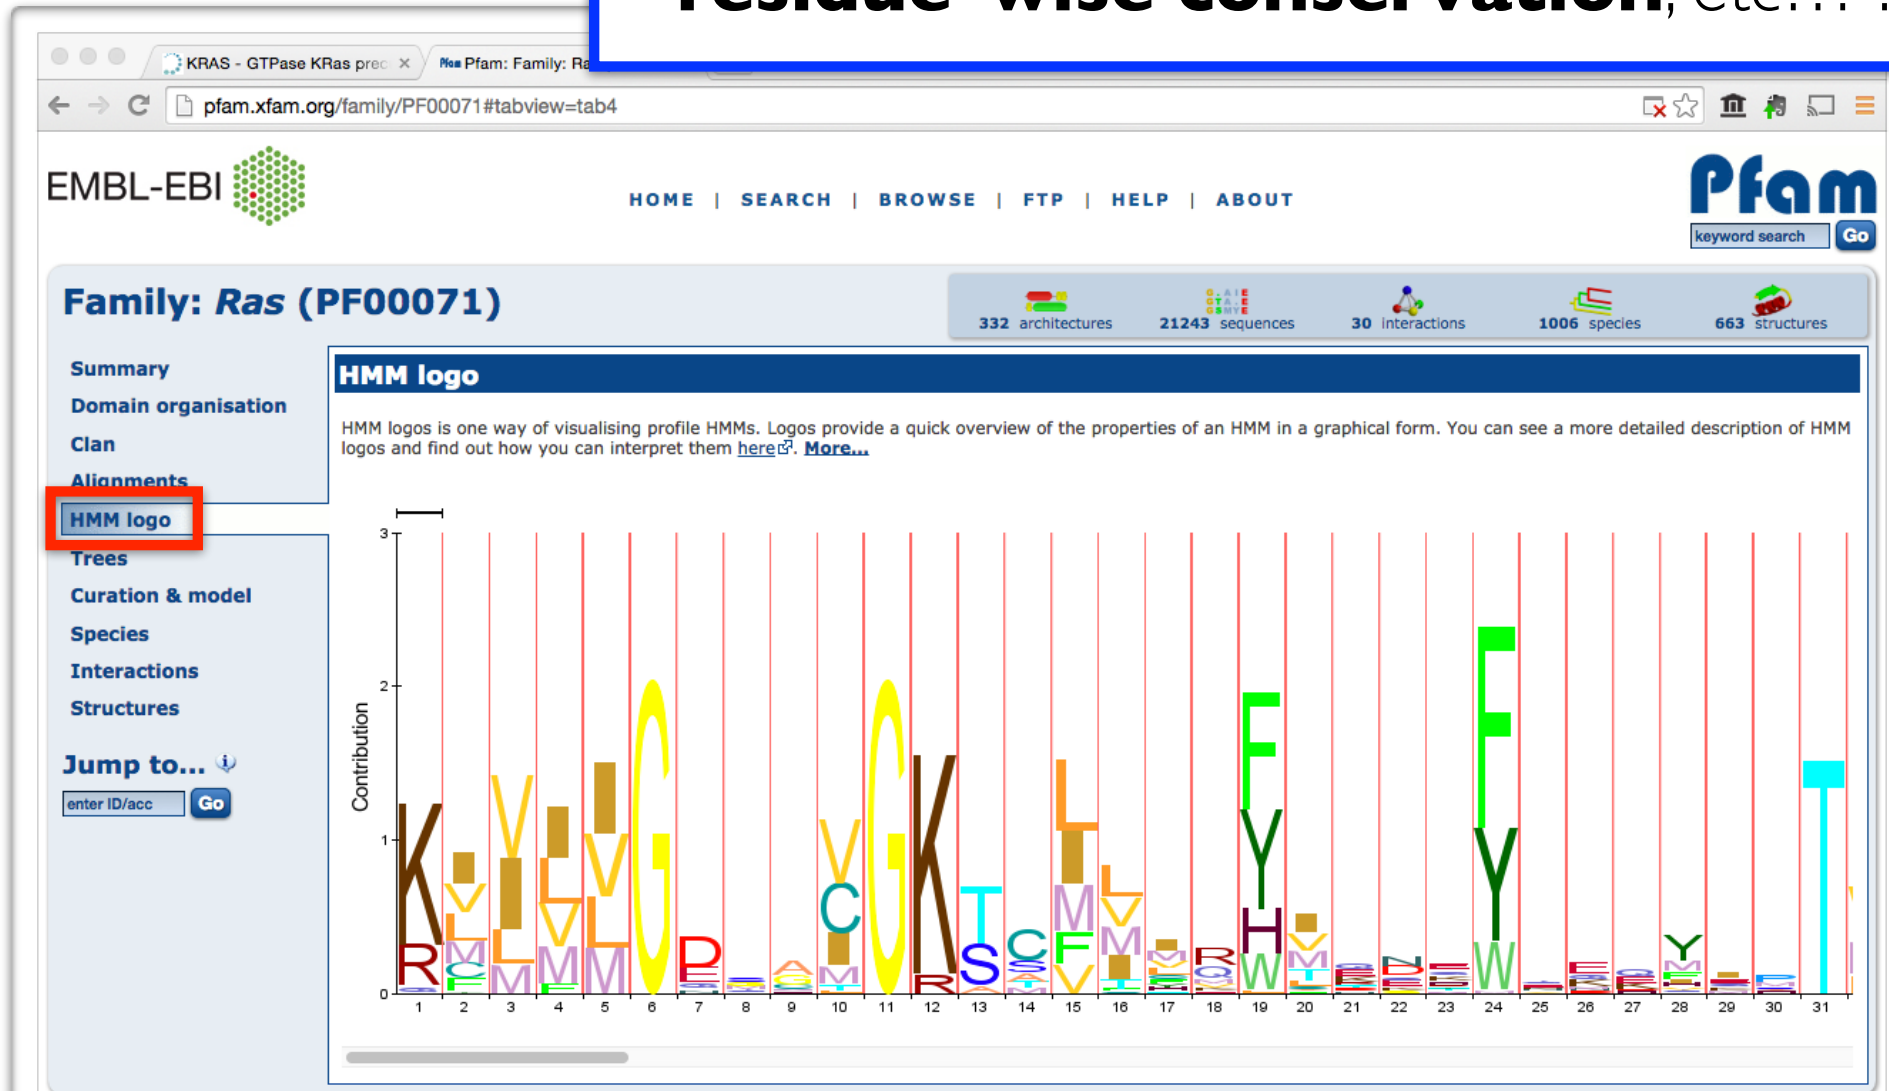 residue-wise conservation, etc...
KRAS - GTPase KRas prec
Pfam Pfam: Family: Ra
pfam.xfam.org/family/PF00071#tabview=tab4
EMBL-EBI
HOME | SEARCH | BROWSE | FTP | HELP | ABOUT
Pfam
keyword search Go
Family: Ras (PF00071)
332 architectures 21243 sequences 30 interactions 1006 species 663 structures
Summary
Domain organisation
Clan
Alignments
HMM logo
Trees
Curation & model
Species
Interactions
Structures
Jump to... i
enter ID/acc Go
HMM logo
HMM logos is one way of visualising profile HMMs. Logos provide a quick overview of the properties of an HMM in a graphical form. You can see a more detailed description of HMM
logos and find out how you can interpret them here. More...
Contribution
3
2
1
0
1 2 3 4 5 6 7 8 9 10 11 12 13 14 15 16 17 18 19 20 21 22 23 24 25 26 27 28 29 30 31